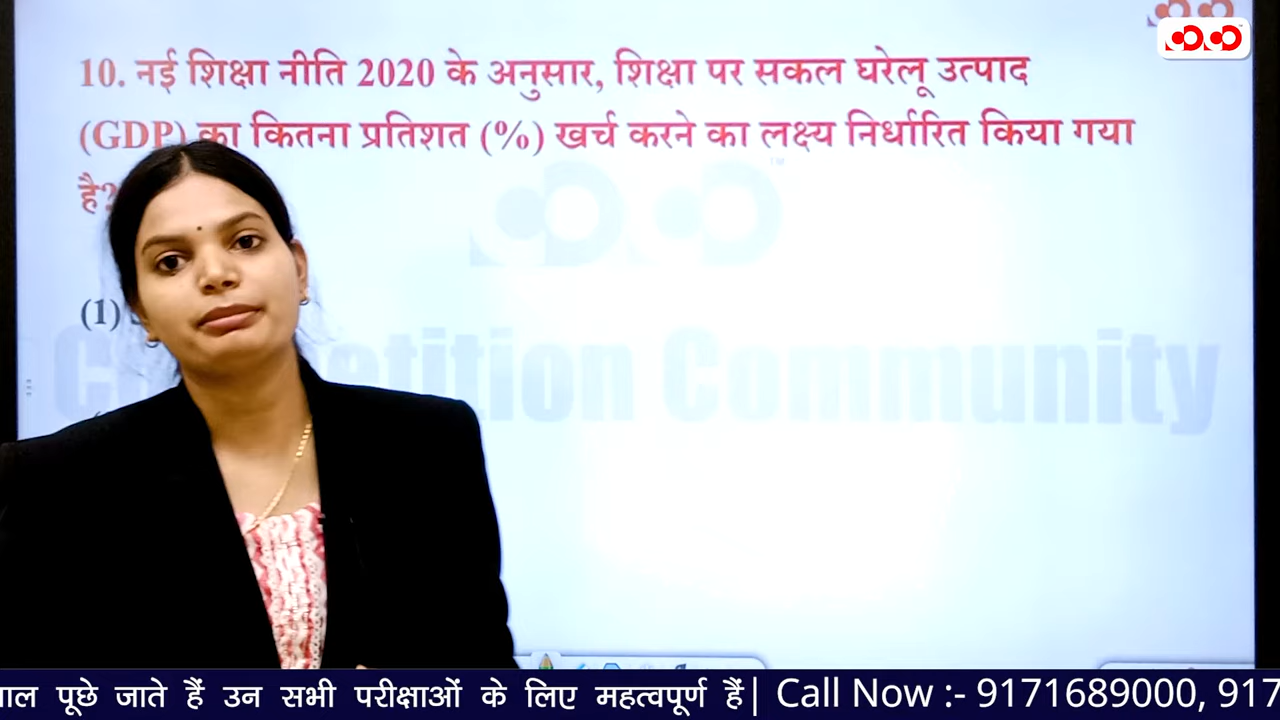 10. नई शिक्षा नीति 2020 के अनुसार, शिक्षा पर सकल घरेलू उत्पाद
(GDP) का कितना प्रतिशत (%) खर्च करने का लक्ष्य निर्धारित किया गया
है?
(1)
Community
पूछे जाते हैं उन सभी परीक्षाओं के लिए महत्वपूर्ण हैं| Call Now :- 9171689000, 917